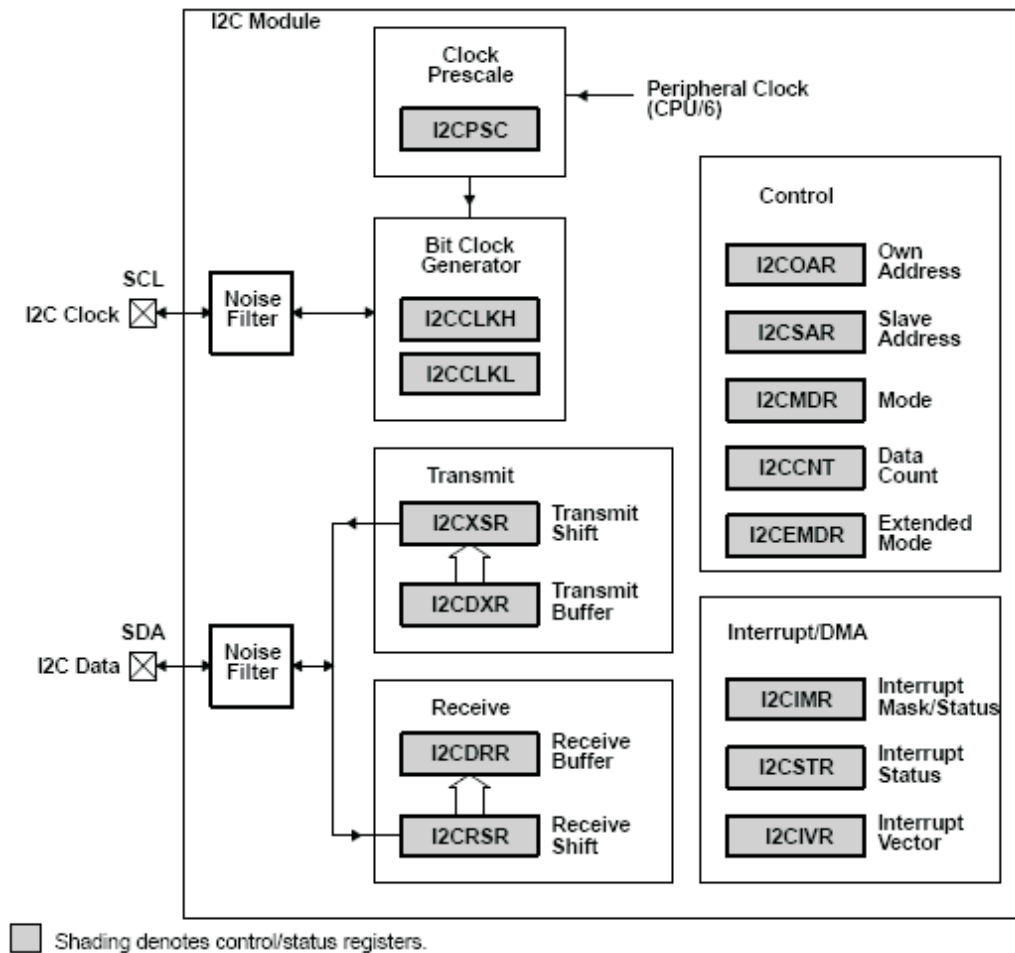 I2C Module
Clock
Prescale
I2CPSC
Peripheral Clock
(CPU/6)
Bit Clock
Generator
I2CCLKH
I2CCLKL
SCL
I2C Clock
Noise
Filter
Control
I2COAR
Own
Address
I2CSAR
Slave
Address
I2CMDR
Mode
I2CCNT
Data
Count
I2CEMDR
Extended
Mode
Transmit
I2CXSR
Transmit
Shift
I2CDXR
Transmit
Buffer
SDA
I2C Data
Noise
Filter
Receive
I2CDRR
Receive
Buffer
I2CRSR
Receive
Shift
Interrupt/DMA
I2CIMR
Interrupt
Mask/Status
I2CSTR
Interrupt
Status
I2CIVR
Interrupt
Vector
Shading denotes control/status registers.